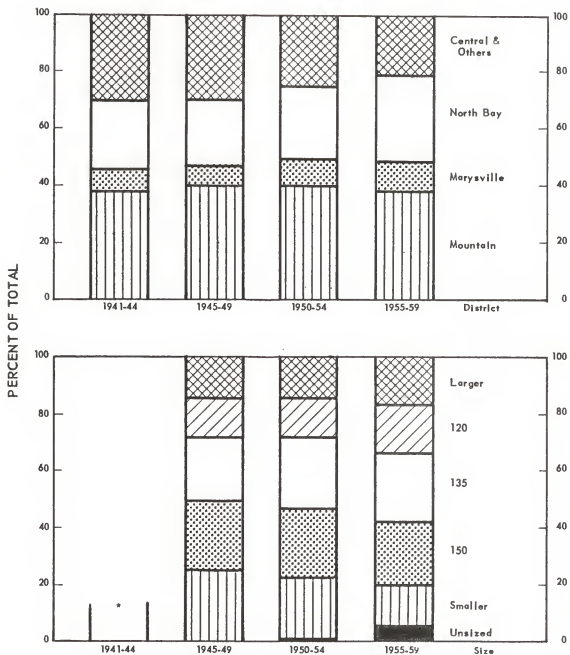 PERCENT OF TOTAL
100
80
60
40
20
0
Central &
Others
North Bay
Marysville
Mountain
100
80
60
40
20
0
1941-44 1945-49 1950-54 1955-59 District
100
80
60
40
20
0
*
Larger
120
135
150
Smaller
Unsized
100
80
60
40
20
0
1941-44 1945-49 1950-54 1955-59 Size